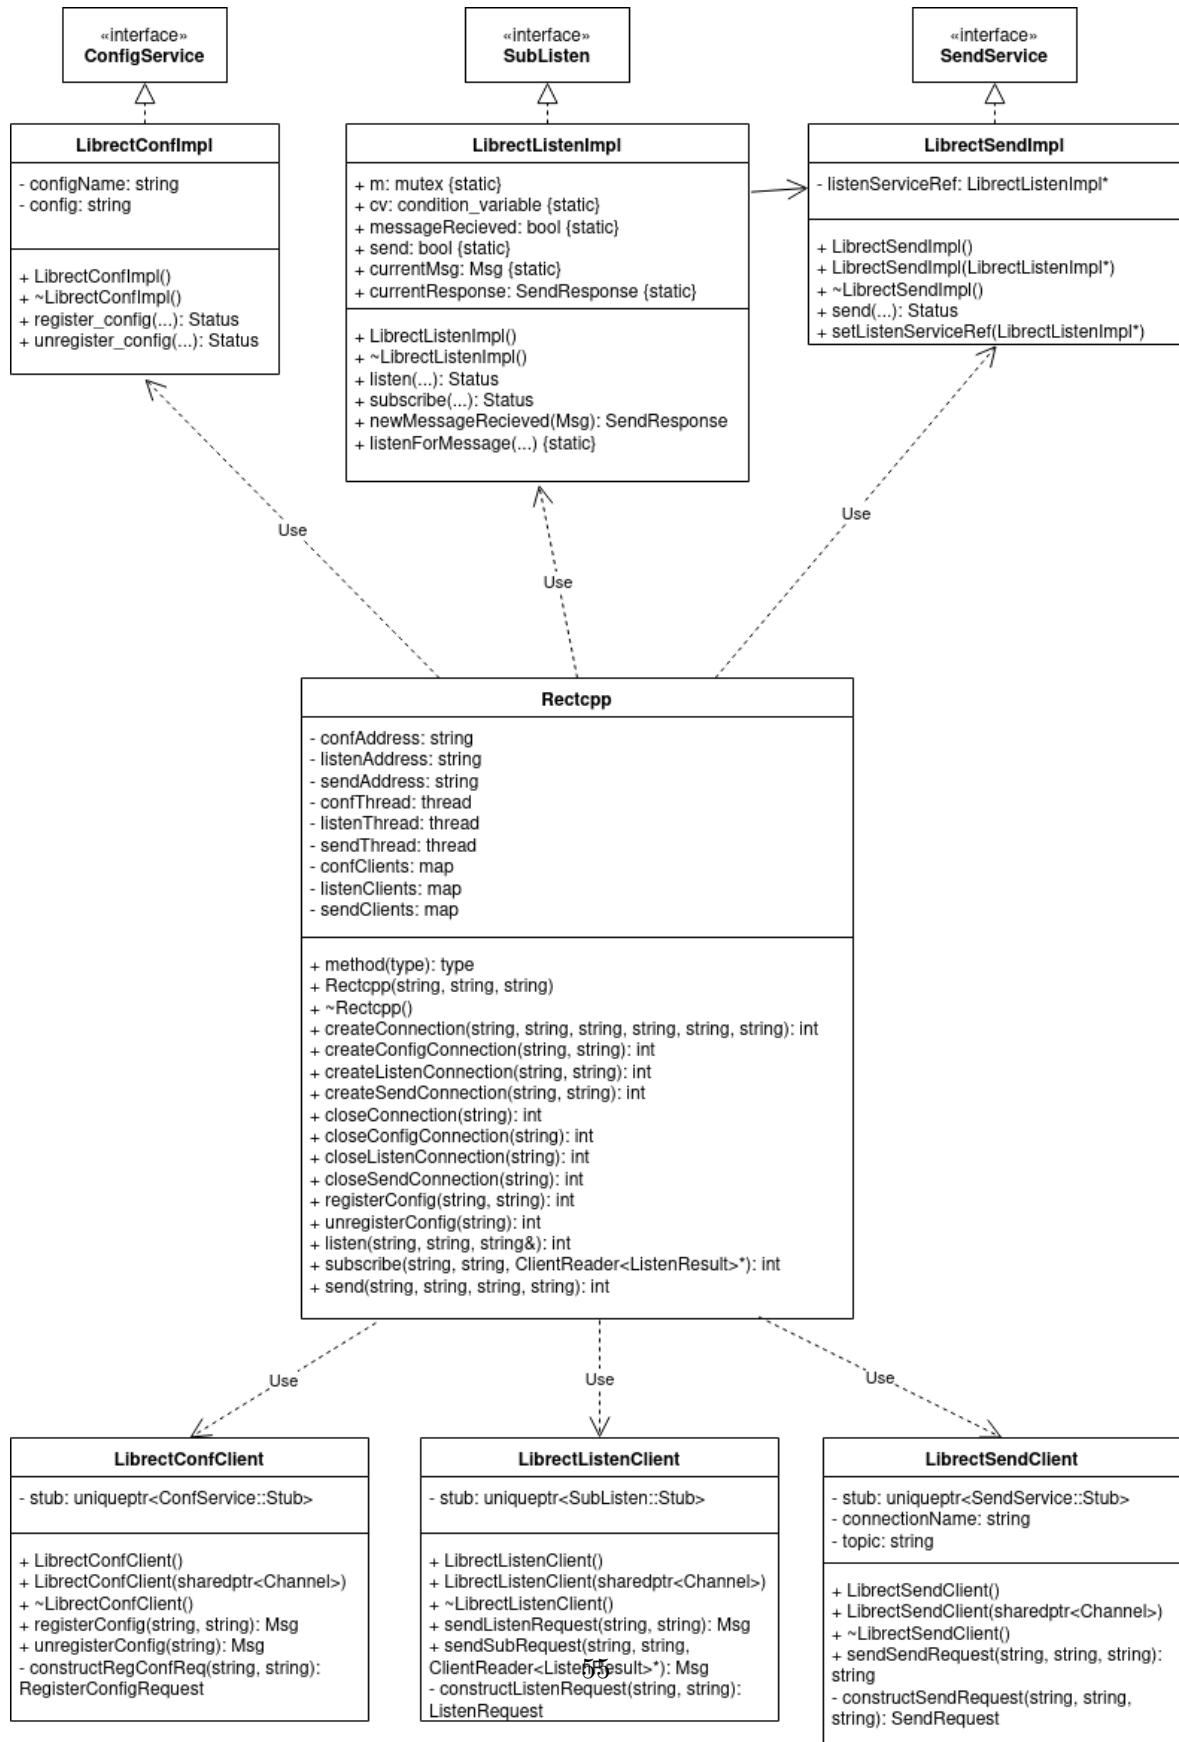 «interface»
ConfigService
«interface»
SubListen
«interface»
SendService
LibrectConfImpl
- configName: string
- config: string
+ LibrectConfImpl()
+ ~LibrectConfImpl()
+ register_config(...): Status
+ unregister_config(...): Status
LibrectListenImpl
+ m: mutex {static}
+ cv: condition_variable {static}
+ messageRecieved: bool {static}
+ send: bool {static}
+ currentMsg: Msg {static}
+ currentResponse: SendResponse {static}
+ LibrectListenImpl()
+ ~LibrectListenImpl()
+ listen(...): Status
+ subscribe(...): Status
+ newMessageRecieved(Msg): SendResponse
+ listenForMessage(...) {static}
LibrectSendImpl
- listenServiceRef: LibrectListenImpl*
+ LibrectSendImpl()
+ LibrectSendImpl(LibrectListenImpl*)
+ ~LibrectSendImpl()
+ send(...): Status
+ setListenServiceRef(LibrectListenImpl*)
Use
Use
Use
Rectcpp
- confAddress: string
- listenAddress: string
- sendAddress: string
- confThread: thread
- listenThread: thread
- sendThread: thread
- confClients: map
- listenClients: map
- sendClients: map
+ method(type): type
+ Rectcpp(string, string, string)
+ ~Rectcpp()
+ createConnection(string, string, string, string, string, string): int
+ createConfigConnection(string, string): int
+ createListenConnection(string, string): int
+ createSendConnection(string, string): int
+ closeConnection(string): int
+ closeConfigConnection(string): int
+ closeListenConnection(string): int
+ closeSendConnection(string): int
+ registerConfig(string, string): int
+ unregisterConfig(string): int
+ listen(string, string, string&): int
+ subscribe(string, string, ClientReader<ListenResult>*): int
+ send(string, string, string, string): int
Use
Use
Use
LibrectConfClient
- stub: uniqueptr<ConfService::Stub>
+ LibrectConfClient()
+ LibrectConfClient(sharedptr<Channel>)
+ ~LibrectConfClient()
+ registerConfig(string, string): Msg
+ unregisterConfig(string): Msg
- constructRegConfReq(string, string):
RegisterConfigRequest
LibrectListenClient
- stub: uniqueptr<SubListen::Stub>
+ LibrectListenClient()
+ LibrectListenClient(sharedptr<Channel>)
+ ~LibrectListenClient()
+ sendListenRequest(string, string): Msg
+ sendSubRequest(string, string,
ClientReader<ListenResult>*): Msg
- constructListenRequest(string, string):
ListenRequest
55
LibrectSendClient
- stub: uniqueptr<SendService::Stub>
- connectionName: string
- topic: string
+ LibrectSendClient()
+ LibrectSendClient(sharedptr<Channel>)
+ ~LibrectSendClient()
+ sendSendRequest(string, string, string):
string
- constructSendRequest(string, string,
string): SendRequest